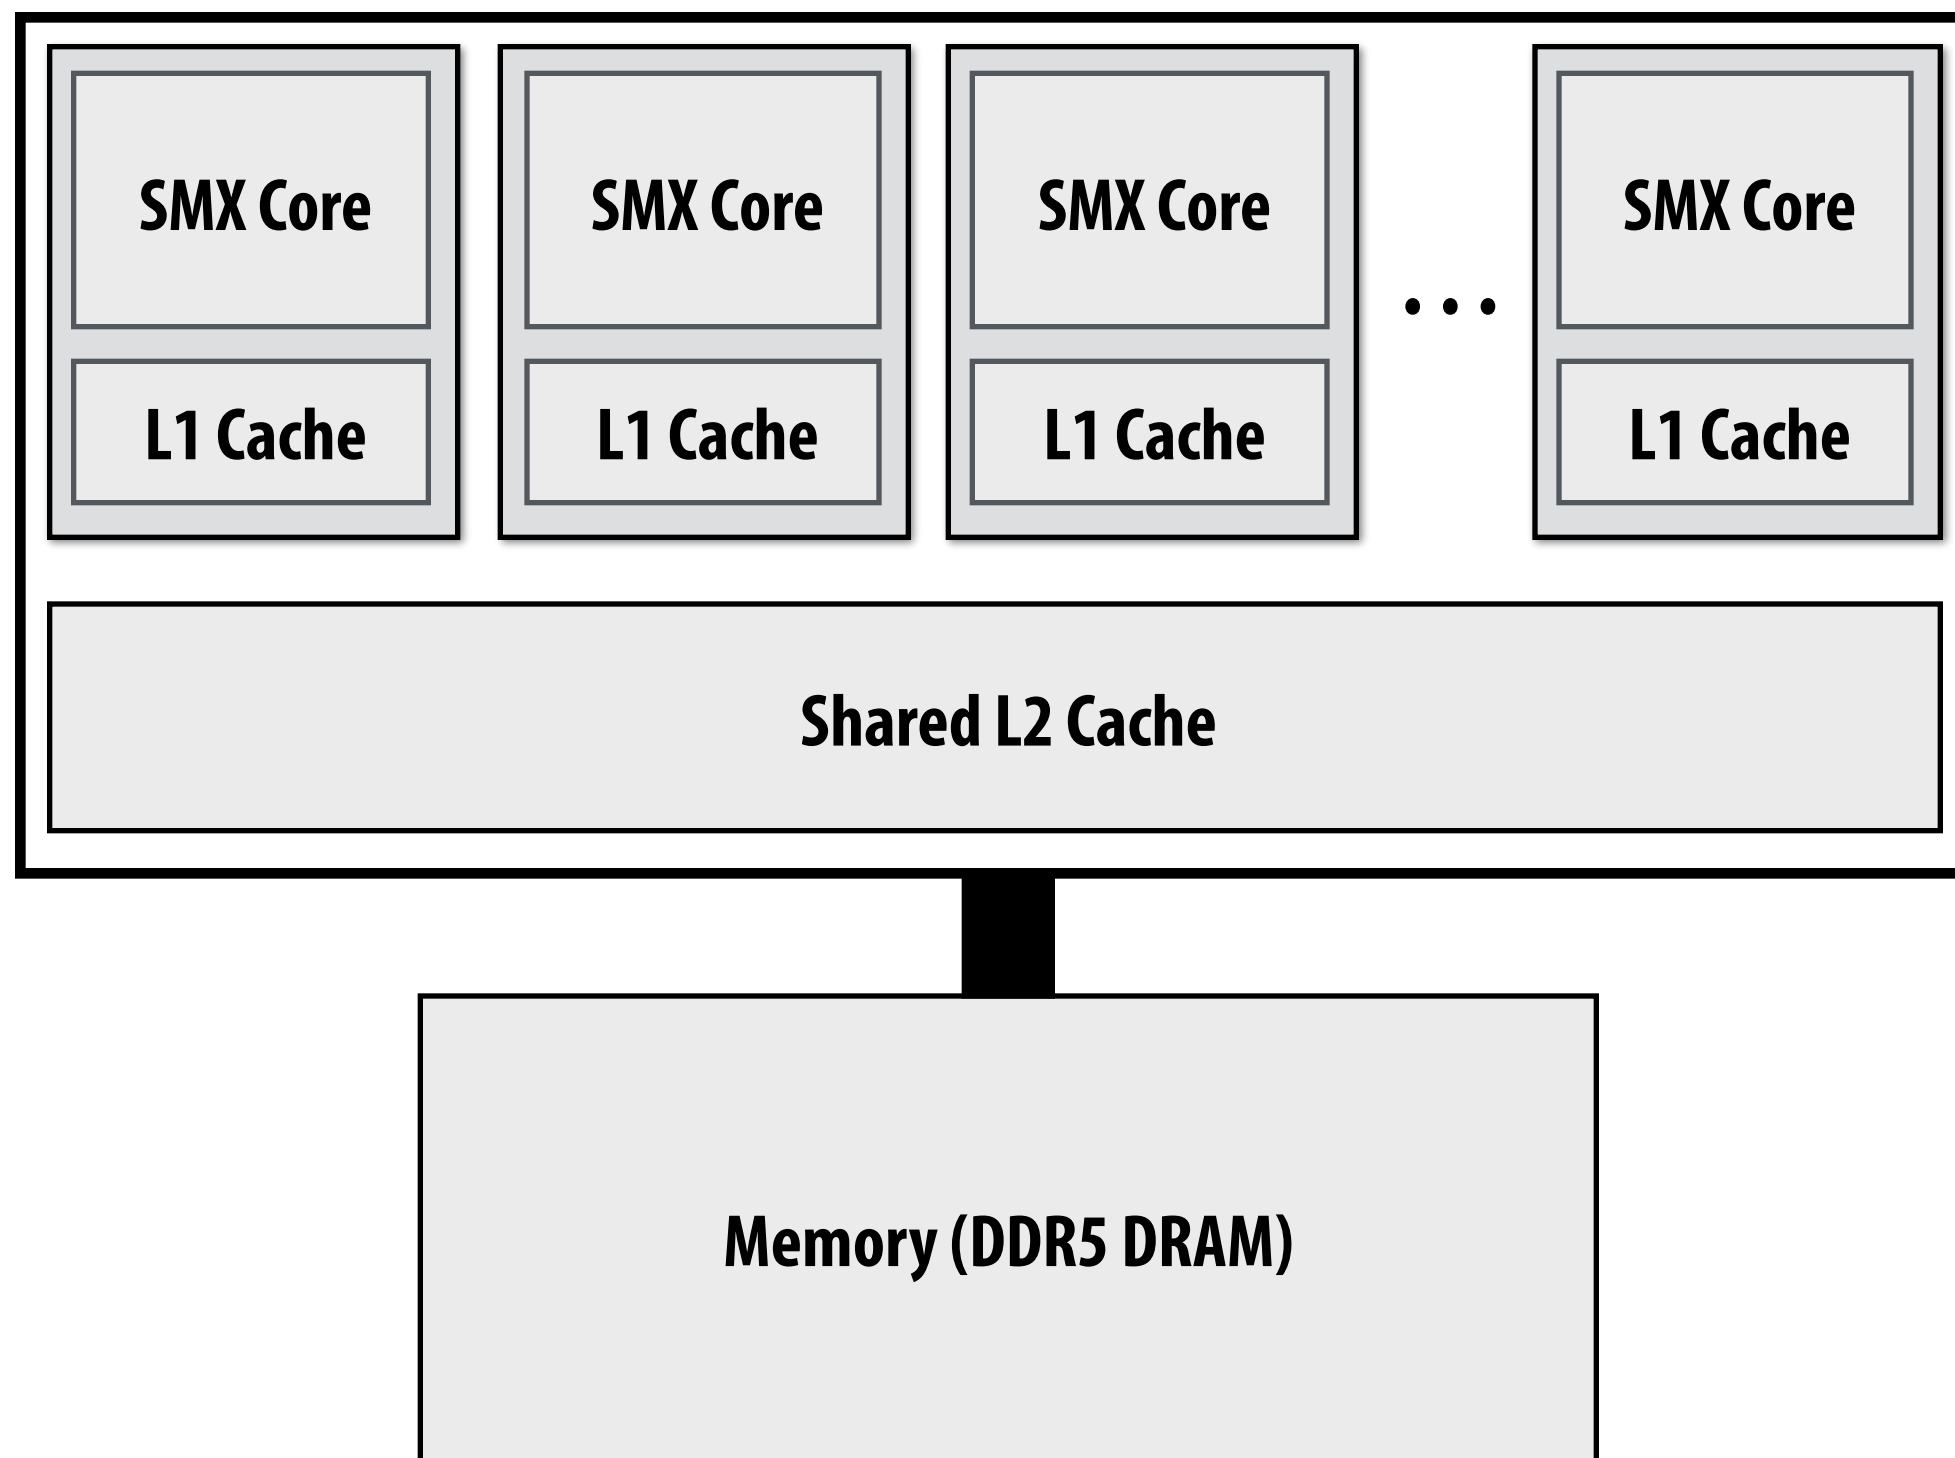 SMX Core
SMX Core
SMX Core
SMX Core
...
L1 Cache
L1 Cache
L1 Cache
L1 Cache
Shared L2 Cache
Memory (DDR5 DRAM)